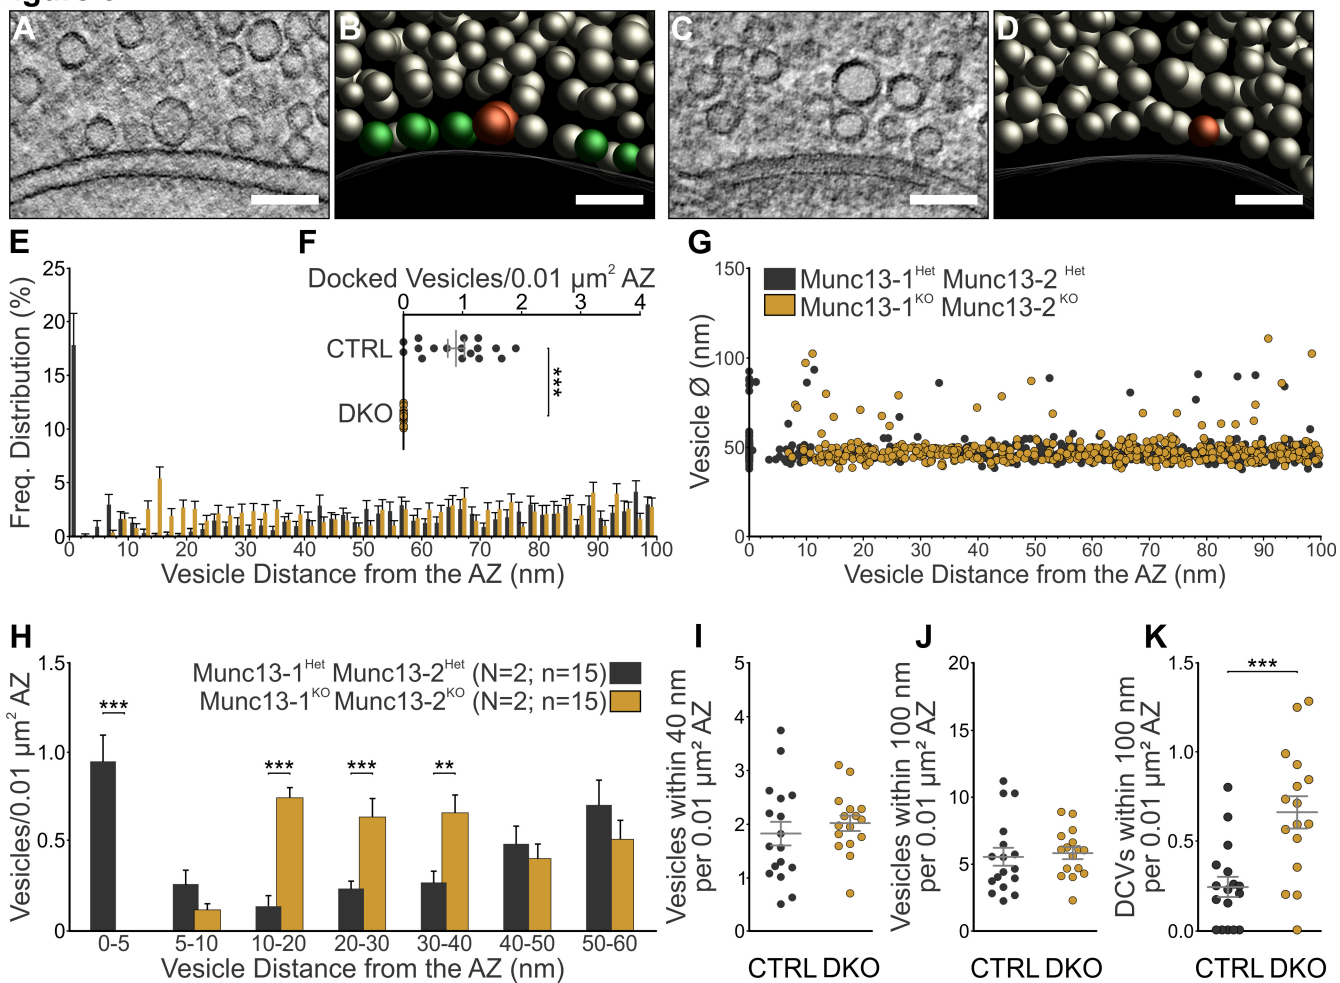 A
B
C
D
E
F
G
Freq. Distribution (%)
25
20
15
10
5
0
0 10 20 30 40 50 60 70 80 90 100
Vesicle Distance from the AZ (nm)
Docked Vesicles/0.01 µm² AZ
0 1 2 3 4
CTRL
DKO
***
Vesicle Ø (nm)
150
100
50
0
Munc13-1ᴴᵉᵗ Munc13-2 ᴴᵉᵗ
Munc13-1ᴷᴼ Munc13-2ᴷᴼ
0 10 20 30 40 50 60 70 80 90 100
Vesicle Distance from the AZ (nm)
H
Vesicles/0.01 µm² AZ
1.5
1.0
0.5
0
Munc13-1ᴴᵉᵗ Munc13-2ᴴᵉᵗ (N=2; n=15)
Munc13-1ᴷᴼ Munc13-2ᴷᴼ (N=2; n=15)
***
***
***
**
0-5 5-10 10-20 20-30 30-40 40-50 50-60
Vesicle Distance from the AZ (nm)
I
Vesicles within 40 nm
per 0.01 µm² AZ
5
4
3
2
1
0
CTRL DKO
J
Vesicles within 100 nm
per 0.01 µm² AZ
20
15
10
5
0
CTRL DKO
K
DCVs within 100 nm
per 0.01 µm² AZ
1.5
1.0
0.5
0.0
***
CTRL DKO